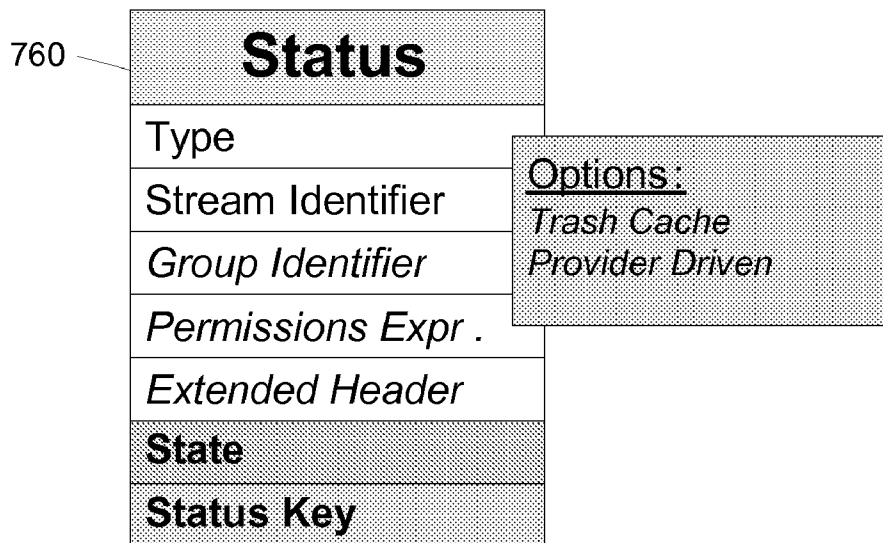 760
Status
Type
Stream Identifier
Group Identifier
Permissions Expr .
Extended Header
State
Status Key
Options:
Trash Cache
Provider Driven